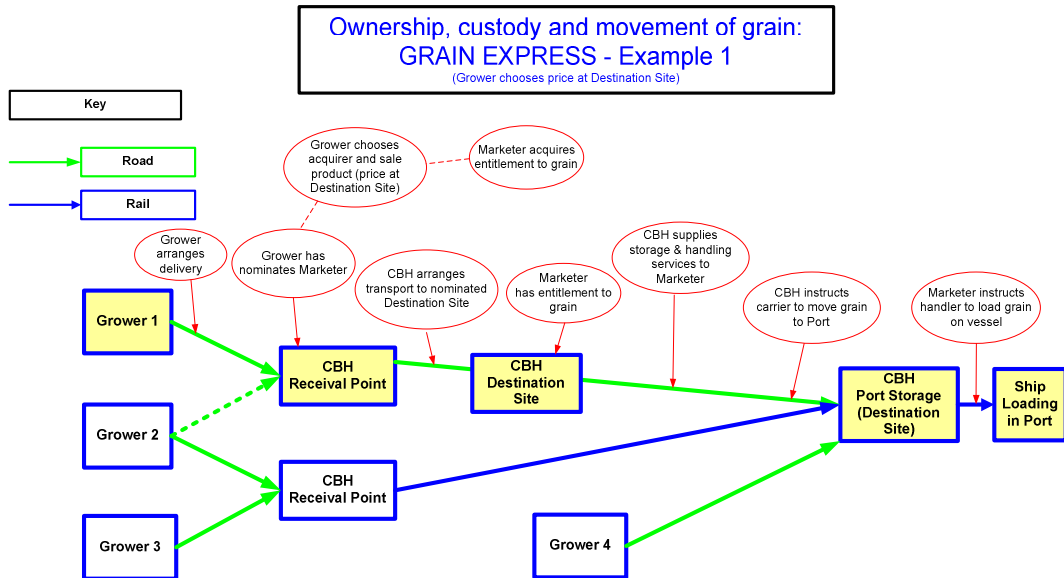 Ownership, custody and movement of grain:
GRAIN EXPRESS - Example 1
(Grower chooses price at Destination Site)
Key
Road
Rail
Grower chooses
acquirer and sale
product (price at
Destination Site)
Marketer acquires
entitlement to grain
Grower
arranges
delivery
Grower has
nominates Marketer
CBH arranges
transport to nominated
Destination Site
Marketer
has entitlement to
grain
CBH supplies
storage & handling
services to
Marketer
CBH instructs
carrier to move grain
to Port
Marketer instructs
handler to load grain
on vessel
Grower 1
CBH
Receival Point
CBH
Destination
Site
CBH
Port Storage
(Destination
Site)
Ship
Loading
in Port
Grower 2
CBH
Receival Point
Grower 3
Grower 4